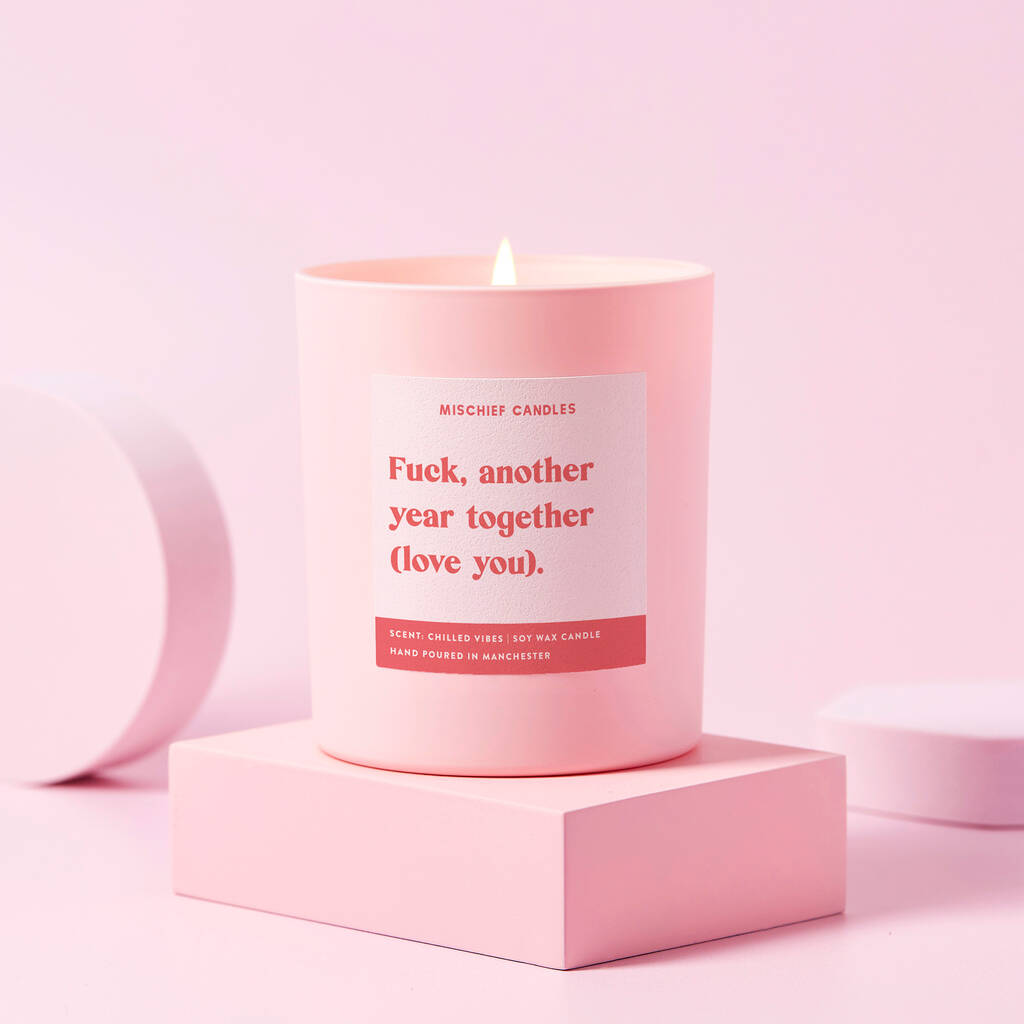 MISCHIEF CANDLES
Fuck, another
year together
(love you).
SCENT: CHILLED VIBES | SOY WAX CANDLE
HAND POURED IN MANCHESTER